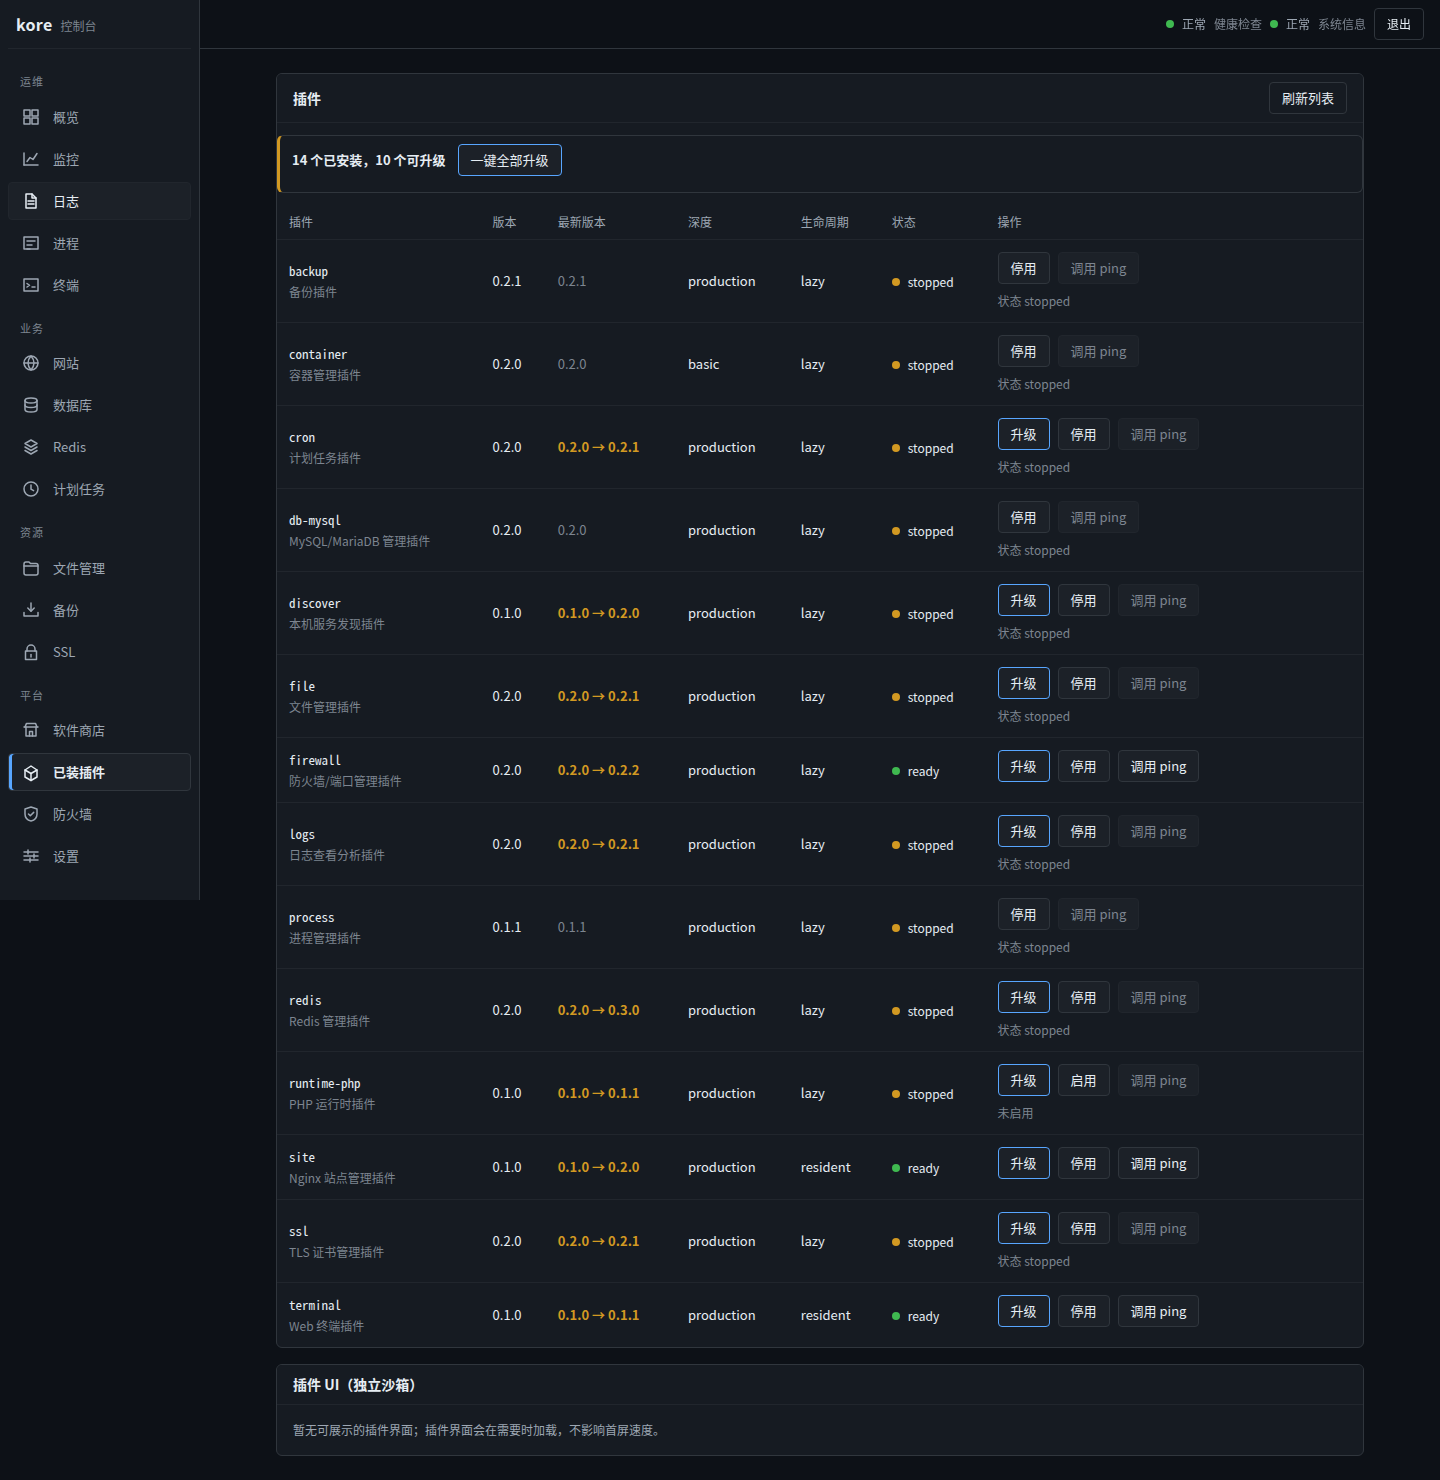 kore 控制台
正常 健康检查 正常 系统信息 退出
运维
概览
监控
日志
进程
终端
业务
网站
数据库
Redis
计划任务
资源
文件管理
备份
SSL
平台
软件商店
已装插件
防火墙
设置
插件 刷新列表
14 个已安装，10 个可升级 一键全部升级
插件 版本 最新版本 深度 生命周期 状态 操作
backup 0.2.1 0.2.1 production lazy stopped 停用 调用 ping
备份插件 状态 stopped
container 0.2.0 0.2.0 basic lazy stopped 停用 调用 ping
容器管理插件 状态 stopped
cron 0.2.0 0.2.0 → 0.2.1 production lazy stopped 升级 停用 调用 ping
计划任务插件 状态 stopped
db-mysql 0.2.0 0.2.0 production lazy stopped 停用 调用 ping
MySQL/MariaDB 管理插件 状态 stopped
discover 0.1.0 0.1.0 → 0.2.0 production lazy stopped 升级 停用 调用 ping
本机服务发现插件 状态 stopped
file 0.2.0 0.2.0 → 0.2.1 production lazy stopped 升级 停用 调用 ping
文件管理插件 状态 stopped
firewall 0.2.0 0.2.0 → 0.2.2 production lazy ready 升级 停用 调用 ping
防火墙/端口管理插件
logs 0.2.0 0.2.0 → 0.2.1 production lazy stopped 升级 停用 调用 ping
日志查看分析插件 状态 stopped
process 0.1.1 0.1.1 production lazy stopped 停用 调用 ping
进程管理插件 状态 stopped
redis 0.2.0 0.2.0 → 0.3.0 production lazy stopped 升级 停用 调用 ping
Redis 管理插件 状态 stopped
runtime-php 0.1.0 0.1.0 → 0.1.1 production lazy stopped 升级 启用 调用 ping
PHP 运行时插件 未启用
site 0.1.0 0.1.0 → 0.2.0 production resident ready 升级 停用 调用 ping
Nginx 站点管理插件
ssl 0.2.0 0.2.0 → 0.2.1 production lazy stopped 升级 停用 调用 ping
TLS 证书管理插件 状态 stopped
terminal 0.1.0 0.1.0 → 0.1.1 production resident ready 升级 停用 调用 ping
Web 终端插件
插件 UI（独立沙箱）
暂无可展示的插件界面；插件界面会在需要时加载，不影响首屏速度。